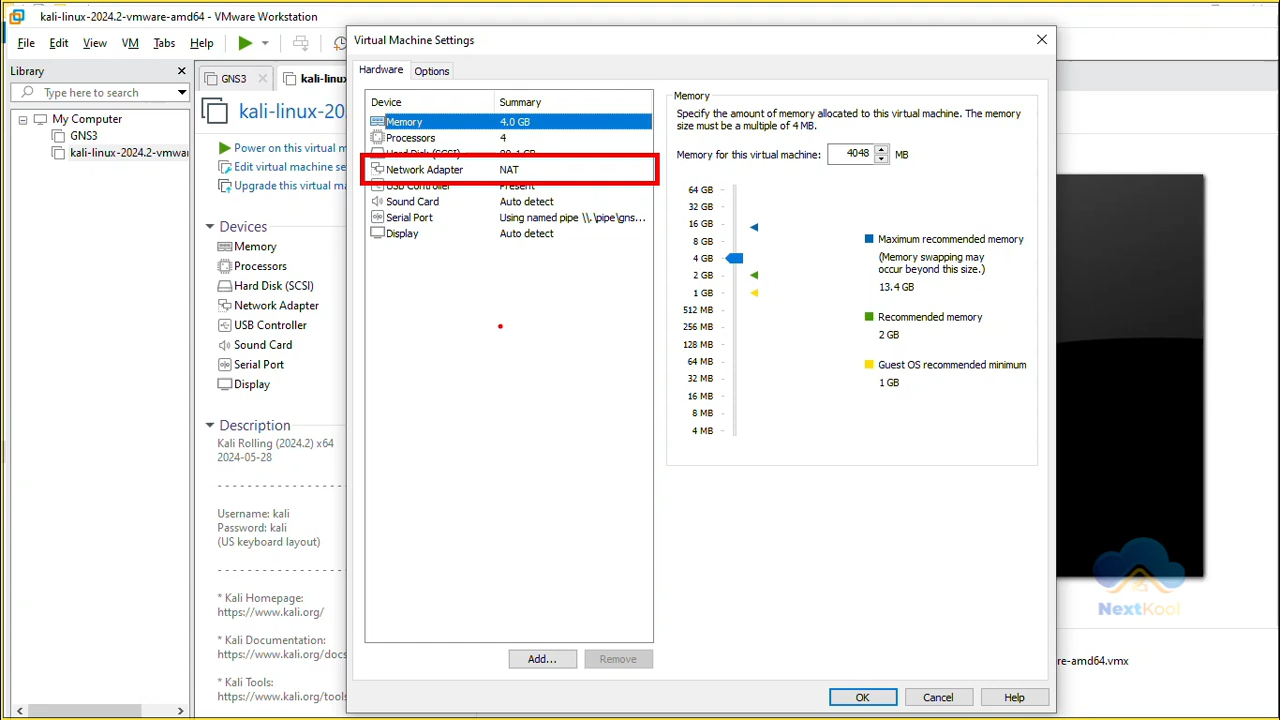 kali-linux-2024.2-vmware-amd64 - VMware Workstation
File Edit View VM Tabs Help
Library
Type here to search
My Computer
GNS3
kali-linux-2024.2-vmwa
GNS3
kali-linu
kali-linux-202
Power on this virtual m
Edit virtual machine se
Upgrade this virtual ma
Devices
Memory
Processors
Hard Disk (SCSI)
Network Adapter
USB Controller
Sound Card
Serial Port
Display
Description
Kali Rolling (2024.2) x64
2024-05-28
- - - - - - - - - - - - - - - - - -
Username: kali
Password: kali
(US keyboard layout)
- - - - - - - - - - - - - - - - - -
* Kali Homepage:
https://www.kali.org/
* Kali Documentation:
https://www.kali.org/docs
* Kali Tools:
https://www.kali.org/tools
Virtual Machine Settings
Hardware Options
Device Summary
Memory 4.0 GB
Processors 4
Hard Disk (SCSI) 80.1 GB
Network Adapter NAT
USB Controller Present
Sound Card Auto detect
Serial Port Using named pipe \\.\pipe\gns...
Display Auto detect
Add... Remove
Memory
Specify the amount of memory allocated to this virtual machine. The memory
size must be a multiple of 4 MB.
Memory for this virtual machine: 4048 MB
64 GB
32 GB
16 GB
8 GB
4 GB
2 GB
1 GB
512 MB
256 MB
128 MB
64 MB
32 MB
16 MB
8 MB
4 MB
Maximum recommended memory
(Memory swapping may
occur beyond this size.)
13.4 GB
Recommended memory
2 GB
Guest OS recommended minimum
1 GB
OK Cancel Help
NextKool
re-amd64.vmx